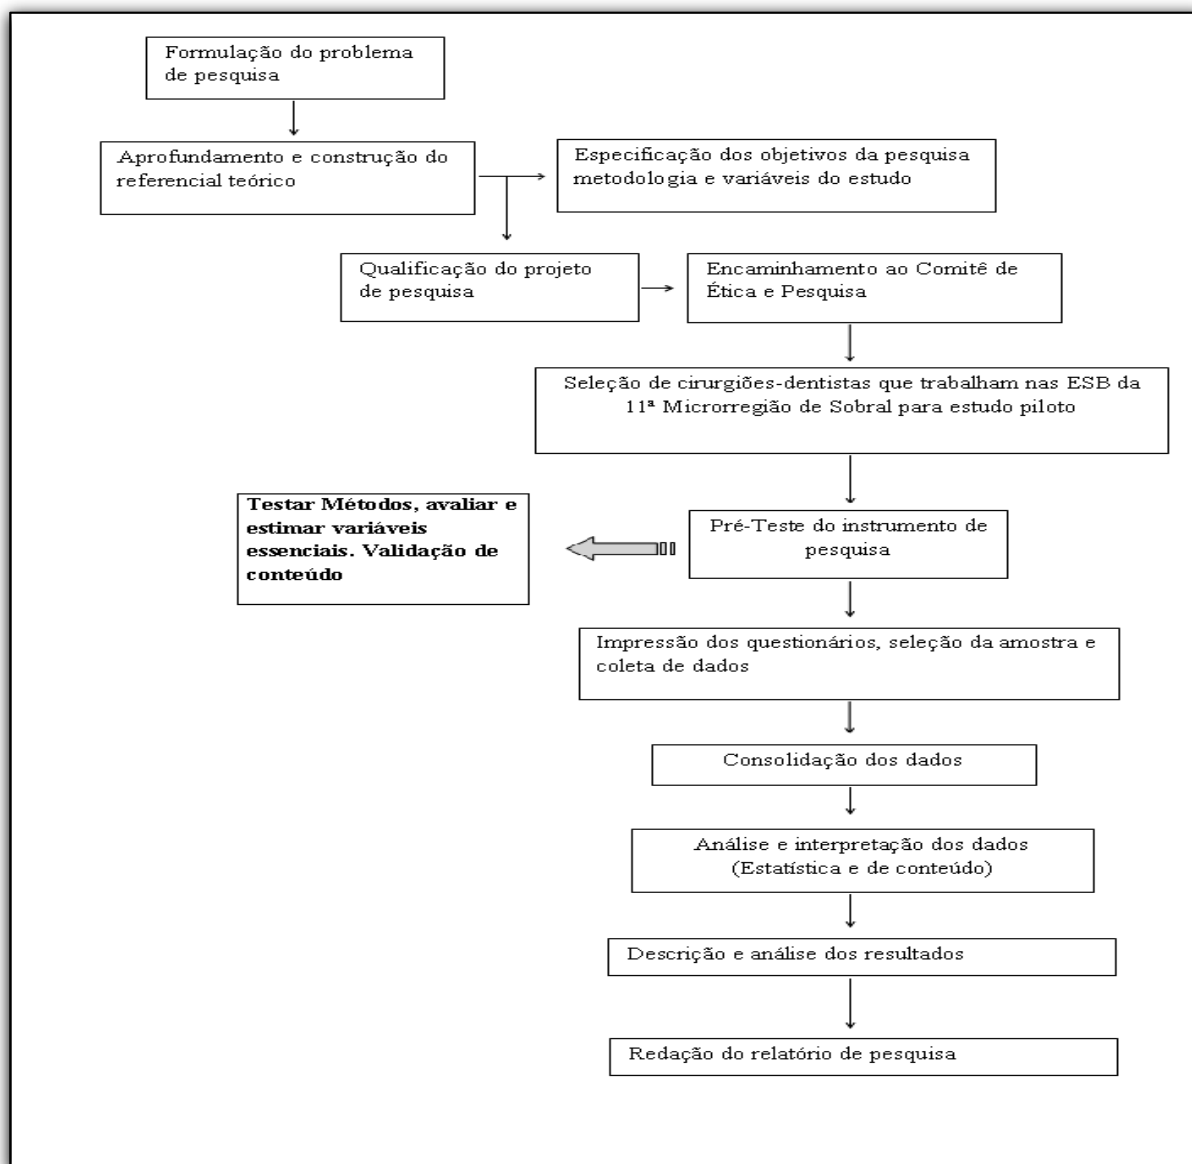 Formulação do problema
de pesquisa
Aprofundamento e construção do
referencial teórico
Especificação dos objetivos da pesquisa
metodologia e variáveis do estudo
Qualificação do projeto
de pesquisa
Encaminhamento ao Comitê de
Ética e Pesquisa
Seleção de cirurgiões-dentistas que trabalham nas ESB da
11ª Microrregião de Sobral para estudo piloto
Testar Métodos, avaliar e
estimar variáveis
essenciais. Validação de
conteúdo
Pré-Teste do instrumento de
pesquisa
Impressão dos questionários, seleção da amostra e
coleta de dados
Consolidação dos dados
Análise e interpretação dos dados
(Estatística e de conteúdo)
Descrição e análise dos resultados
Redação do relatório de pesquisa